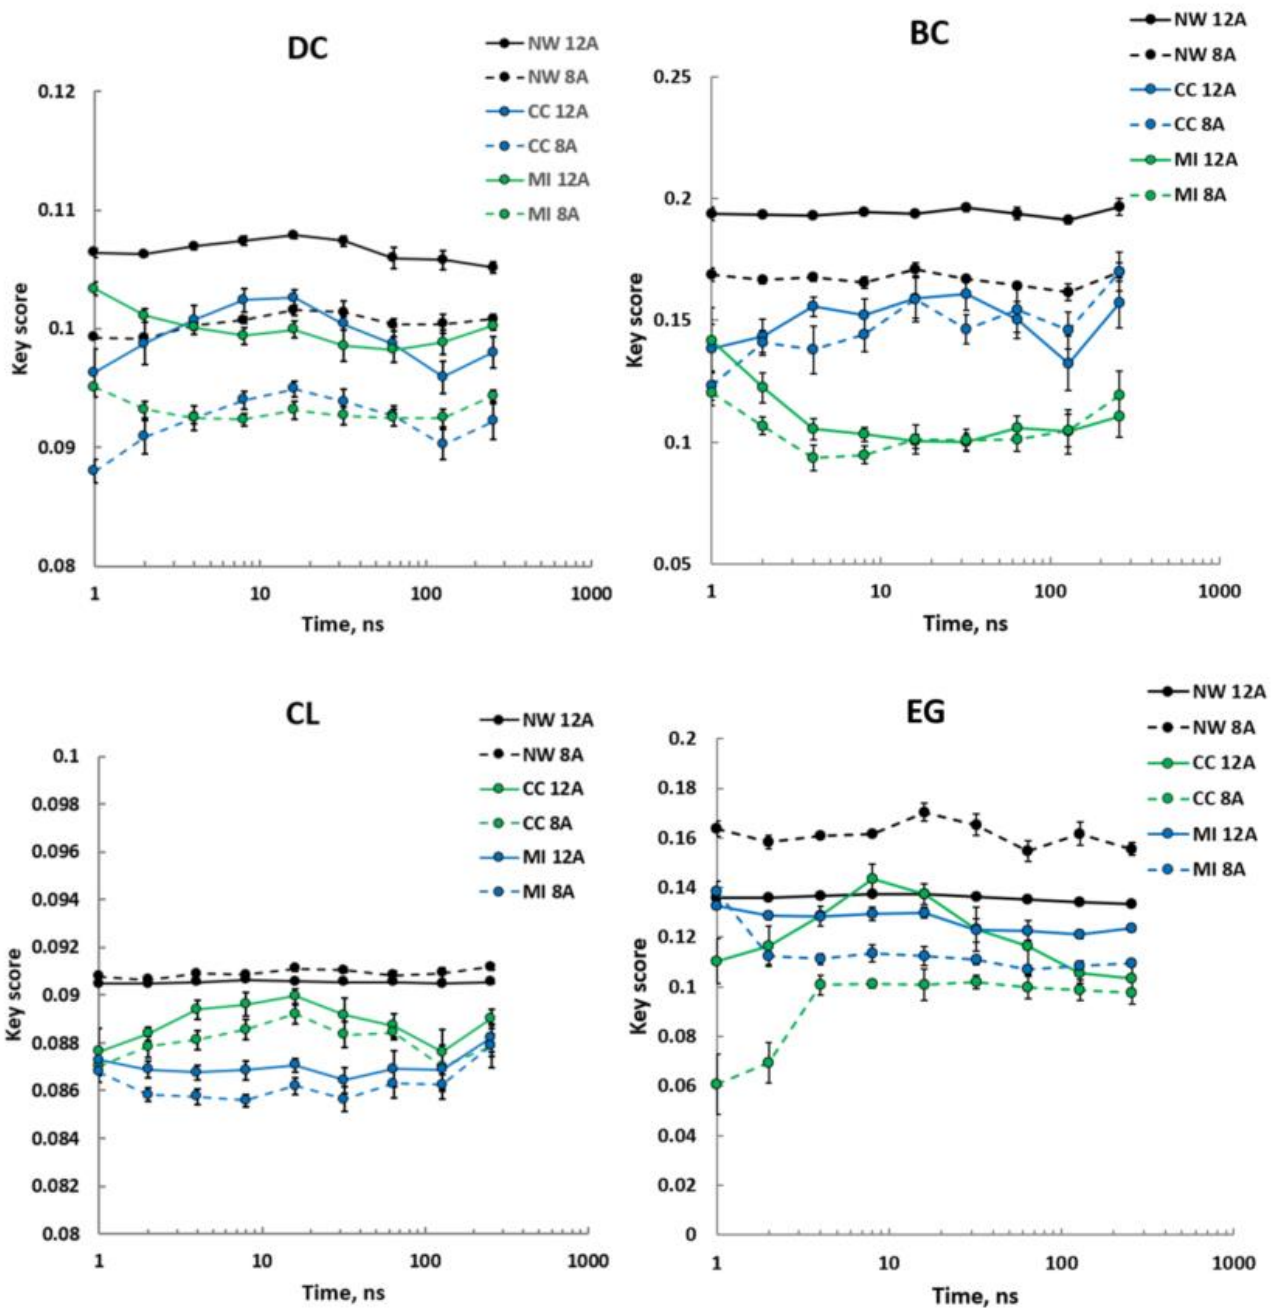 DC
NW 12A
NW 8A
CC 12A
CC 8A
MI 12A
MI 8A
0.12
0.11
0.1
0.09
0.08
Key score
1 10 100 1000
Time, ns
BC
NW 12A
NW 8A
CC 12A
CC 8A
MI 12A
MI 8A
0.25
0.2
0.15
0.1
0.05
Key score
1 10 100 1000
Time, ns
CL
NW 12A
NW 8A
CC 12A
CC 8A
MI 12A
MI 8A
0.1
0.098
0.096
0.094
0.092
0.09
0.088
0.086
0.084
0.082
0.08
Key score
1 10 100 1000
Time, ns
EG
NW 12A
NW 8A
CC 12A
CC 8A
MI 12A
MI 8A
0.2
0.18
0.16
0.14
0.12
0.1
0.08
0.06
0.04
0.02
0
Key score
1 10 100 1000
Time, ns